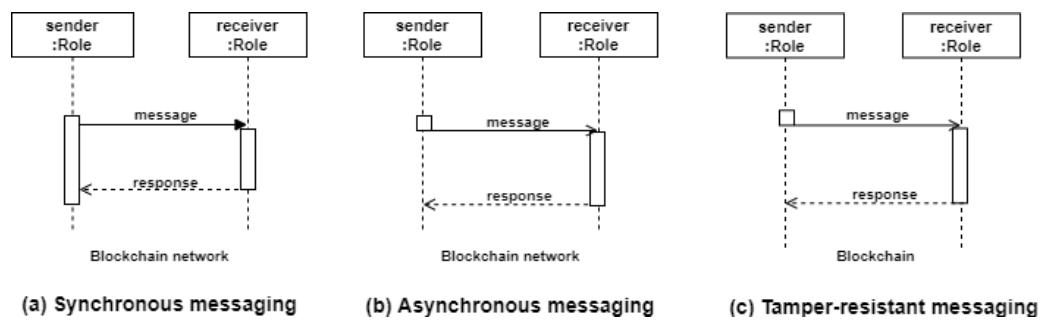 sender
:Role
receiver
:Role
message
response
Blockchain network
(a) Synchronous messaging
sender
:Role
receiver
:Role
message
response
Blockchain network
(b) Asynchronous messaging
sender
:Role
receiver
:Role
message
response
Blockchain
(c) Tamper-resistant messaging